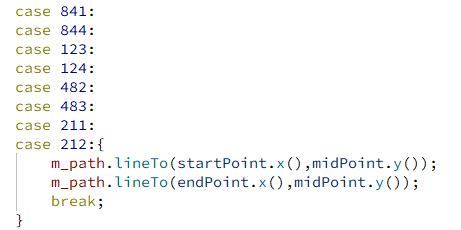 case 841:
case 844:
case 123:
case 124:
case 482:
case 483:
case 211:
case 212:{
    m_path.lineTo(startPoint.x(),midPoint.y());
    m_path.lineTo(endPoint.x(),midPoint.y());
    break;
}